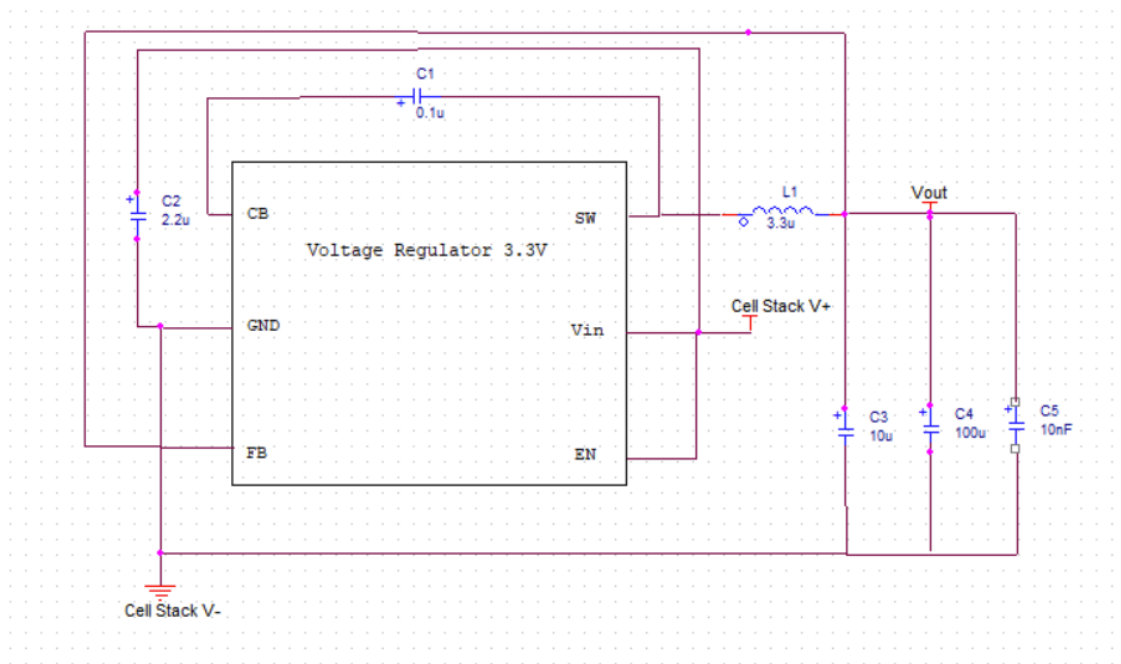 C1
+
0.1u
+
C2
2.2u
CB
SW
L1
3.3u
Vout
Voltage Regulator 3.3V
Cell Stack V+
GND
Vin
+
C3
10u
+
C4
100u
+
C5
10nF
FB
EN
Cell Stack V-